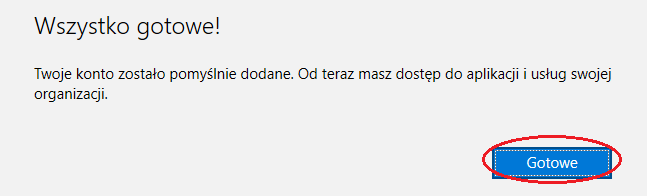 Wszystko gotowe!
Twoje konto zostało pomyślnie dodane. Od teraz masz dostęp do aplikacji i usług swojej
organizacji.
Gotowe